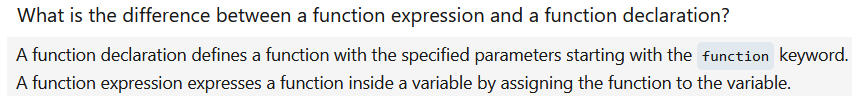 What is the difference between a function expression and a function declaration?
A function declaration defines a function with the specified parameters starting with the function keyword.
A function expression expresses a function inside a variable by assigning the function to the variable.